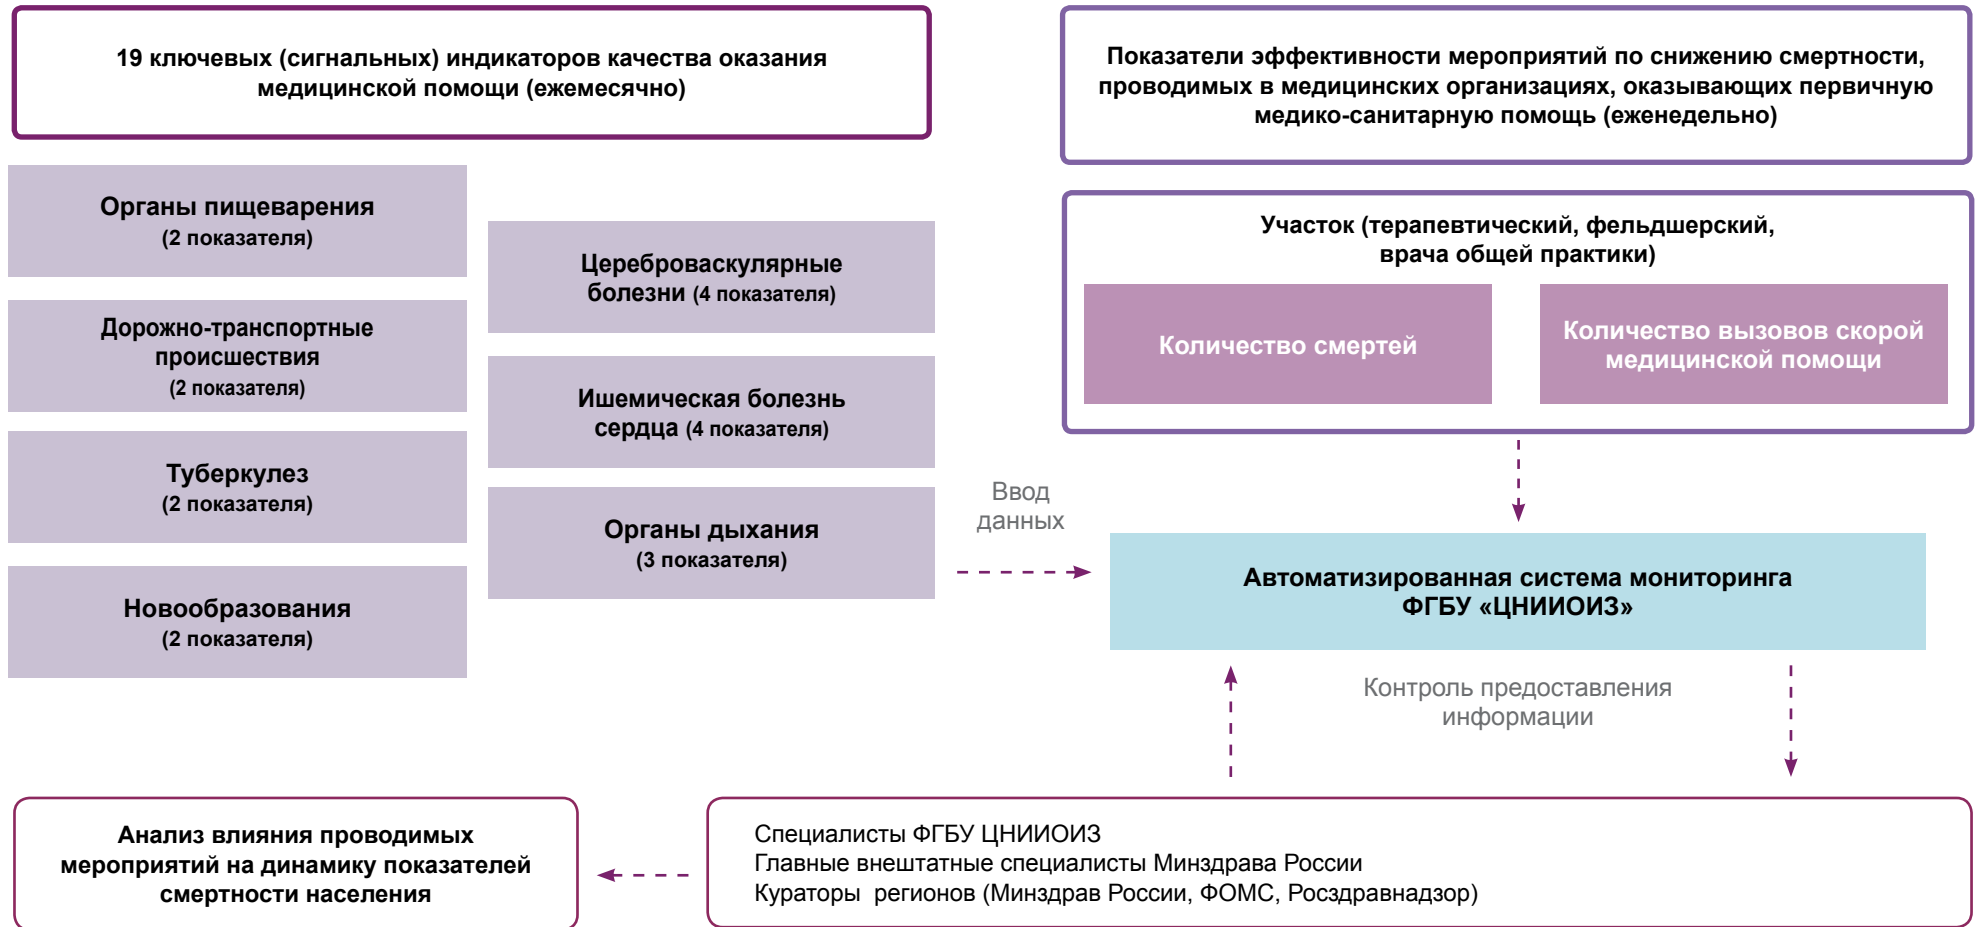 19 ключевых (сигнальных) индикаторов качества оказания
медицинской помощи (ежемесячно)
Органы пищеварения
(2 показателя)
Дорожно-транспортные
происшествия
(2 показателя)
Туберкулез
(2 показателя)
Новообразования
(2 показателя)
Цереброваскулярные
болезни (4 показателя)
Ишемическая болезнь
сердца (4 показателя)
Органы дыхания
(3 показателя)
Ввод
данных
Показатели эффективности мероприятий по снижению смертности,
проводимых в медицинских организациях, оказывающих первичную
медико-санитарную помощь (еженедельно)
Участок (терапевтический, фельдшерский,
врача общей практики)
Количество смертей
Количество вызовов скорой
медицинской помощи
Автоматизированная система мониторинга
ФГБУ «ЦНИИОИЗ»
Контроль предоставления
информации
Специалисты ФГБУ ЦНИИОИЗ
Главные внештатные специалисты Минздрава России
Кураторы  регионов (Минздрав России, ФОМС, Росздравнадзор)
Анализ влияния проводимых
мероприятий на динамику показателей
смертности населения